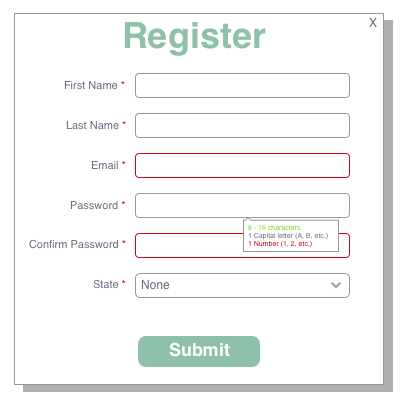 X
Register
First Name *
Last Name *
Email *
Password *
8 - 16 characters
1 Capital letter (A, B, etc.)
1 Number (1, 2, etc.)
Confirm Password *
State *
None
Submit